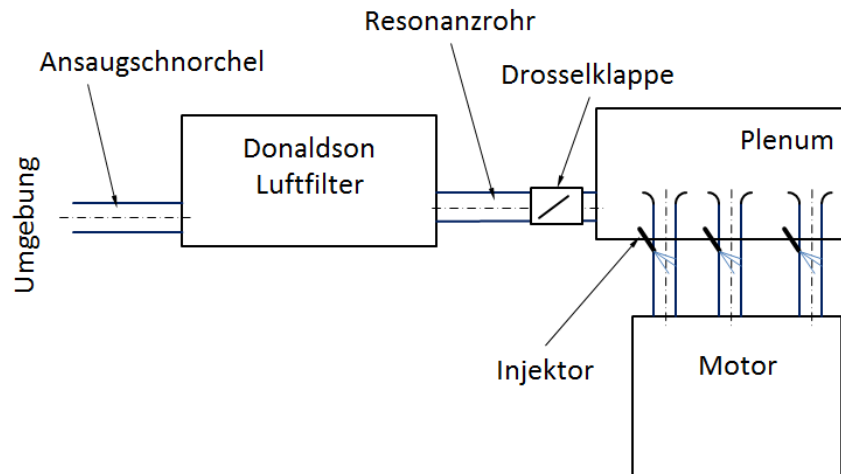 Resonanzrohr
Ansaugschnorchel
Drosselklappe
Donaldson
Luftfilter
Plenum
Umgebung
Injektor
Motor